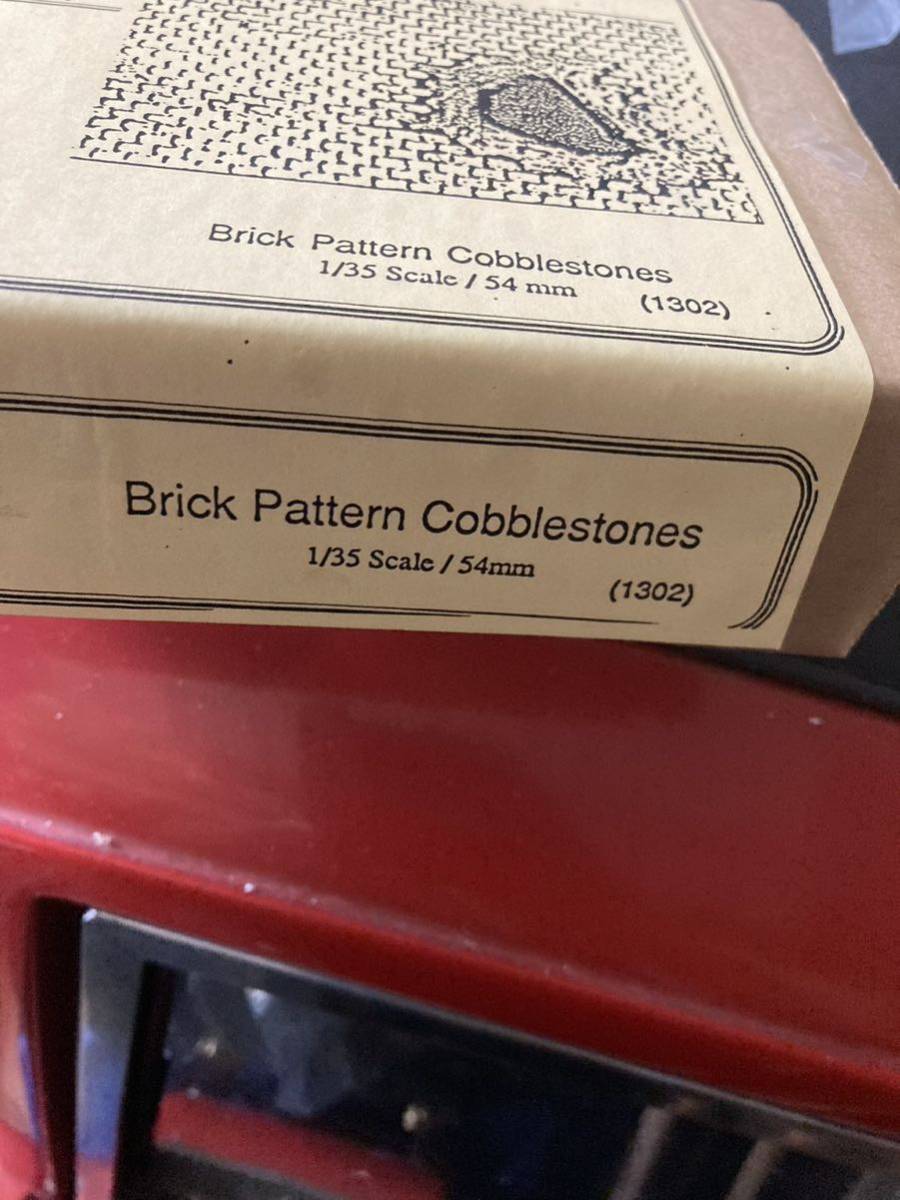 Brick Pattern Cobblestones
1/35 Scale / 54 mm
(1302)
Brick Pattern Cobblestones
1/35 Scale / 54mm
(1302)